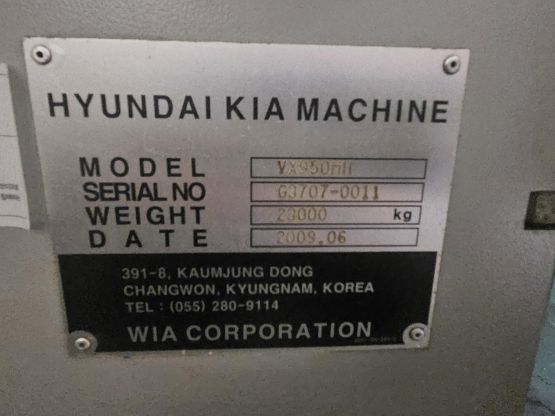 HYUNDAI KIA MACHINE
MODEL VX950mH
SERIAL NO G3707-0011
WEIGHT 23000 kg
DATE 2009.06
391-8, KAUMJUNG DONG
CHANGWON, KYUNGNAM, KOREA
TEL : (055) 280-9114
WIA CORPORATION